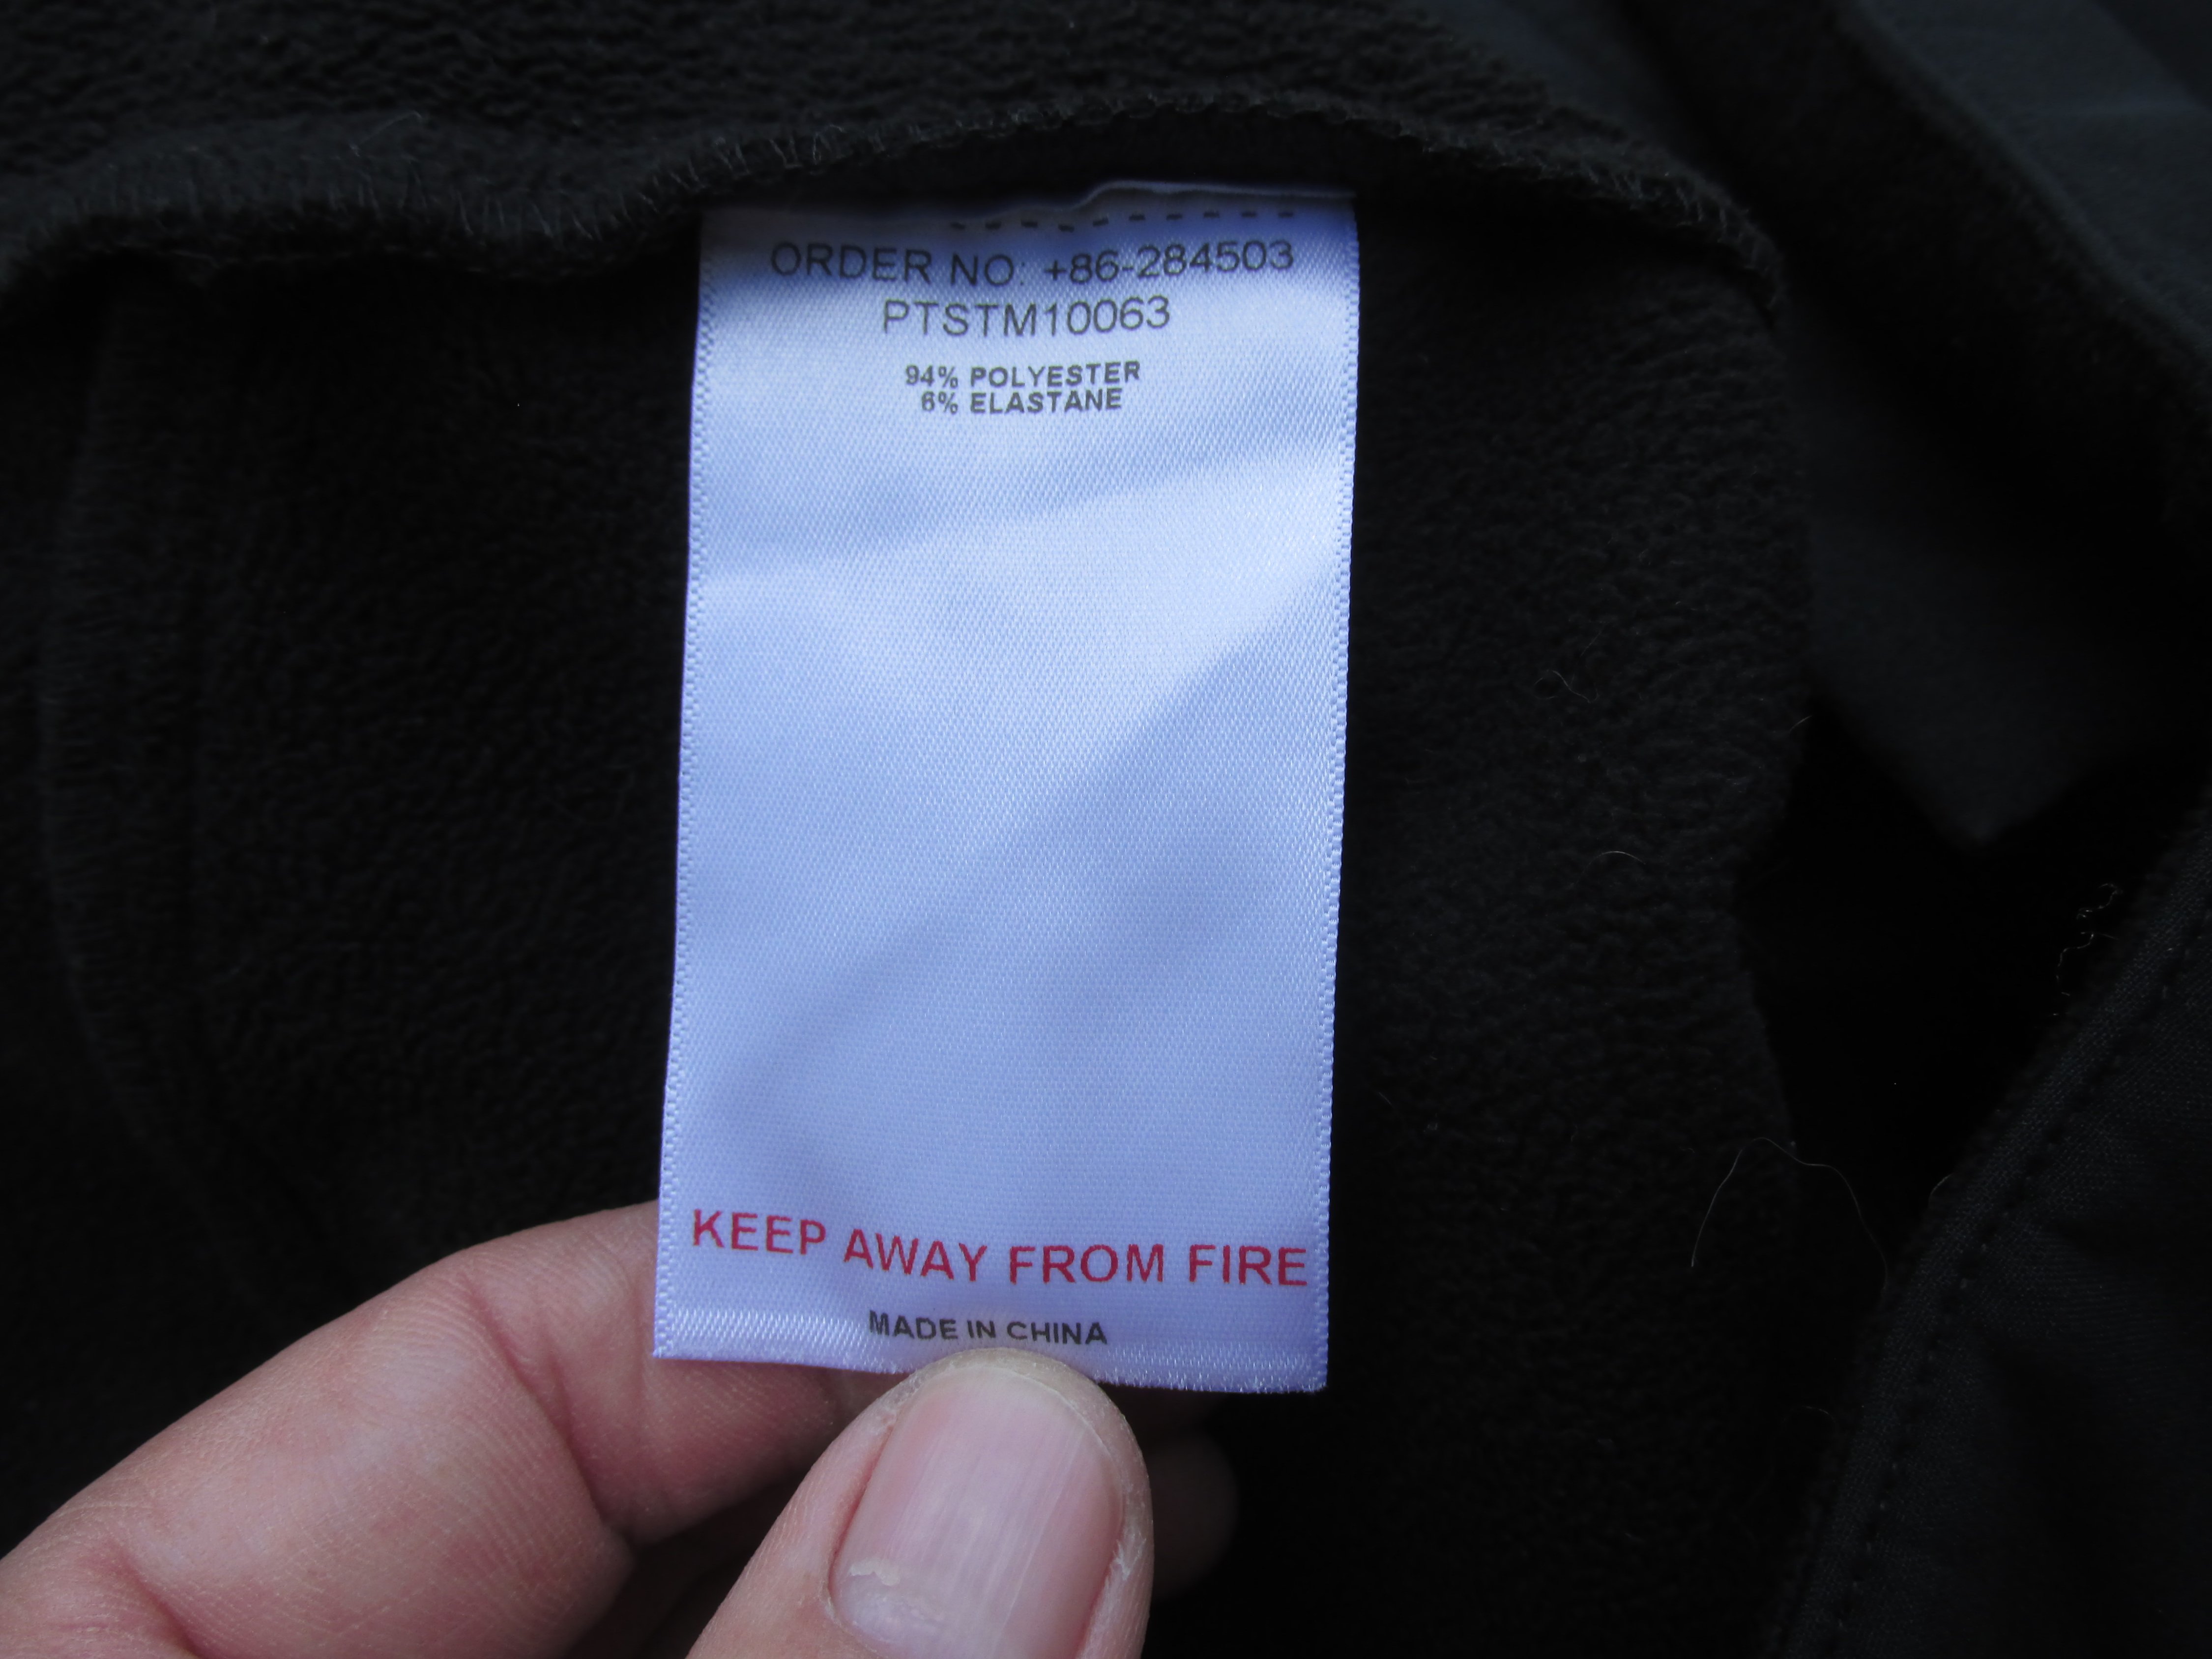 ORDER NO: +86-284503
PTSTM10063
94% POLYESTER
6% ELASTANE
KEEP AWAY FROM FIRE
MADE IN CHINA